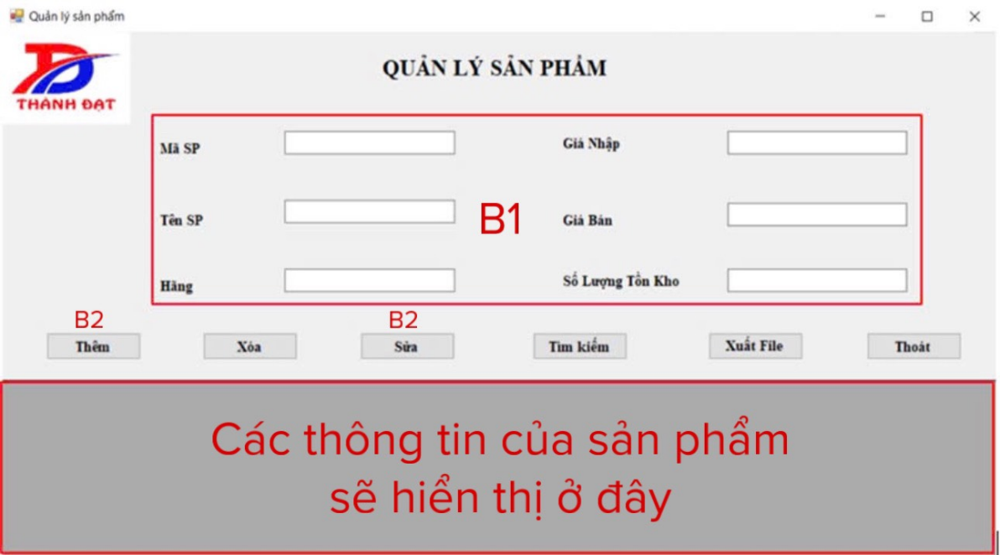 Quản lý sản phẩm
THÀNH ĐẠT
QUẢN LÝ SẢN PHẨM
Mã SP
Giá Nhập
Tên SP
B1
Giá Bán
Hãng
Số Lượng Tồn Kho
B2
B2
Thêm
Xóa
Sửa
Tìm kiếm
Xuất File
Thoát
Các thông tin của sản phẩm
sẽ hiển thị ở đây